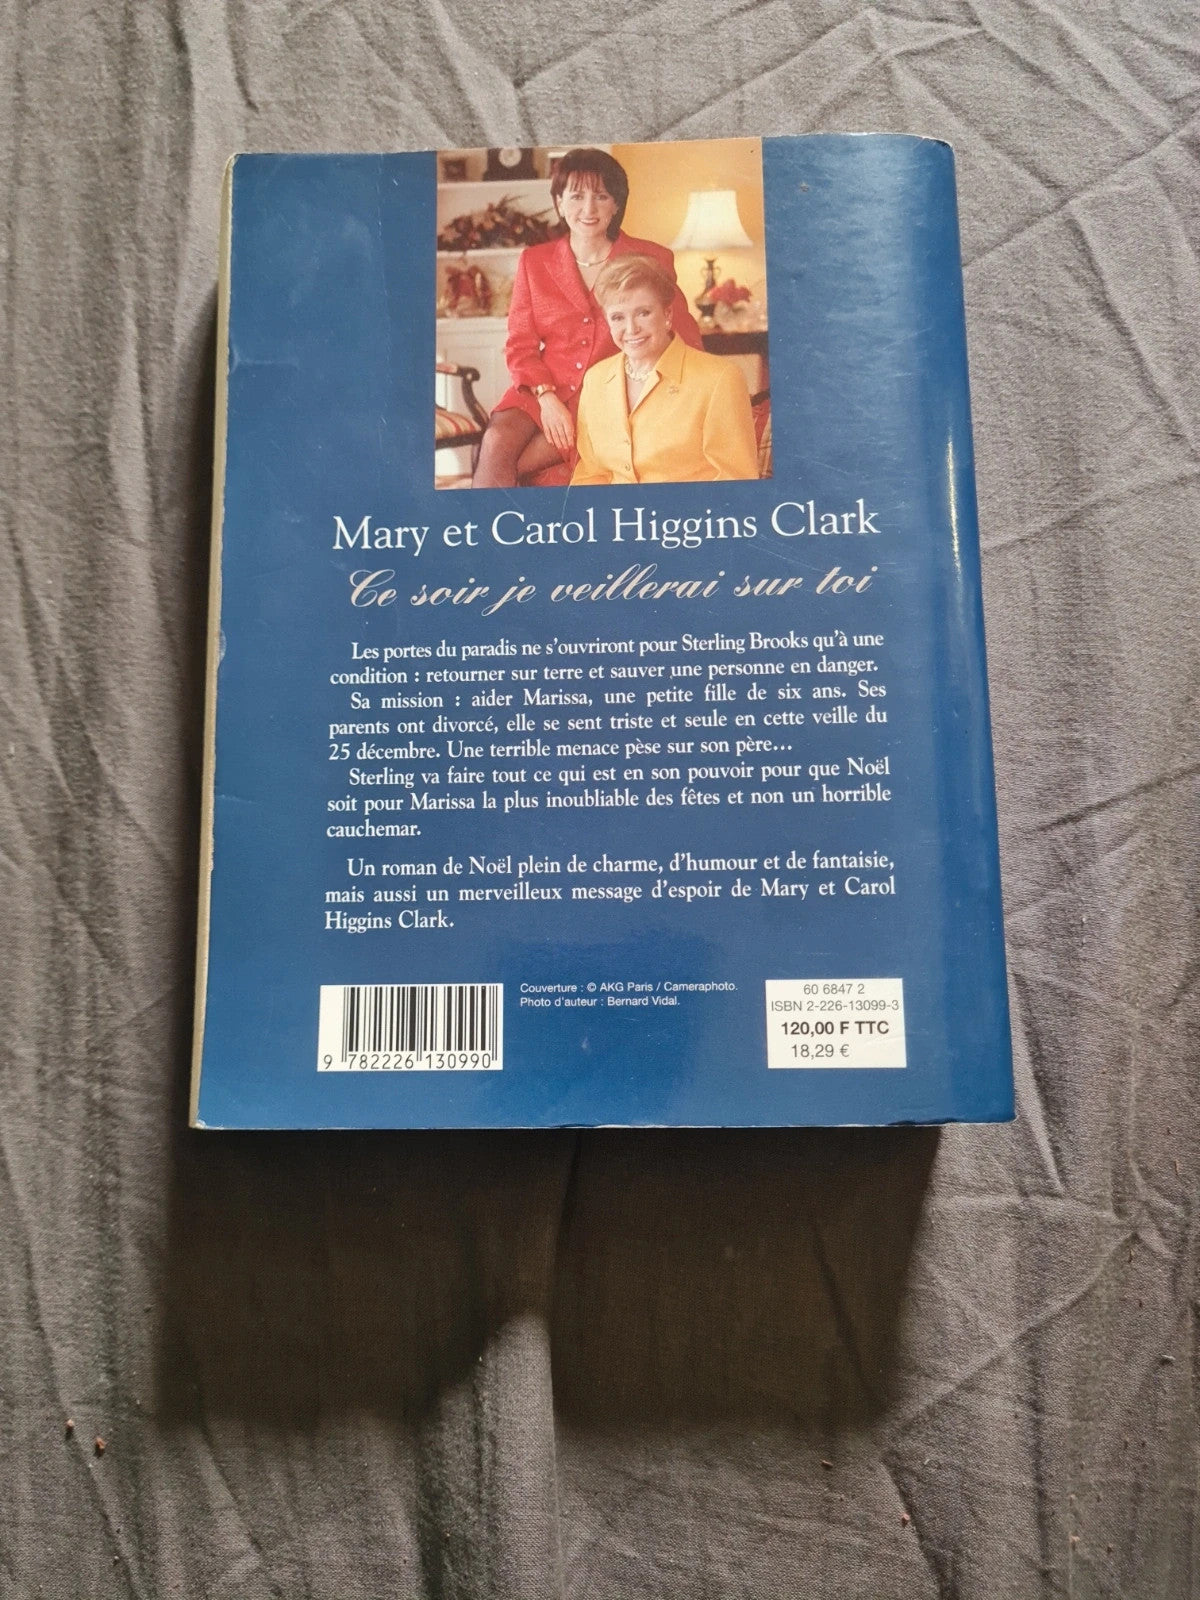 Mary et Carol Higgins Clark
Ce soir je veillerai sur toi
Les portes du paradis ne s'ouvriront pour Sterling Brooks qu'à une
condition : retourner sur terre et sauver une personne en danger.
Sa mission : aider Marissa, une petite fille de six ans. Ses
parents ont divorcé, elle se sent triste et seule en cette veille du
25 décembre. Une terrible menace pèse sur son père...
Sterling va faire tout ce qui est en son pouvoir pour que Noël
soit pour Marissa la plus inoubliable des fêtes et non un horrible
cauchemar.
Un roman de Noël plein de charme, d'humour et de fantaisie,
mais aussi un merveilleux message d'espoir de Mary et Carol
Higgins Clark.
Couverture : © AKG Paris / Cameraphoto.
Photo d'auteur : Bernard Vidal.
9 782226 130990
60 6847 2
ISBN 2-226-13099-3
120,00 F TTC
18,29 €